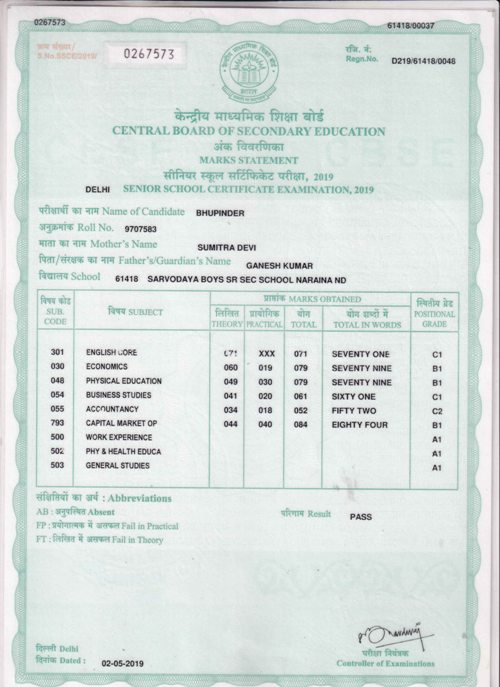 0267573 61418/00037
क्रम संख्या/ 0267573 रजि. नं:
S.No.SSCE/2019/ Regn.No. D219/61418/0048
केन्द्रीय माध्यमिक शिक्षा बोर्ड
CENTRAL BOARD OF SECONDARY EDUCATION
अंक विवरणिका
MARKS STATEMENT
सीनियर स्कूल सर्टिफिकेट परीक्षा, 2019
DELHI SENIOR SCHOOL CERTIFICATE EXAMINATION, 2019
परीक्षार्थी का नाम Name of Candidate BHUPINDER
अनुक्रमांक Roll No. 9707583
माता का नाम Mother's Name SUMITRA DEVI
पिता/संरक्षक का नाम Father's/Guardian's Name GANESH KUMAR
विद्यालय School 61418 SARVODAYA BOYS SR SEC SCHOOL NARAINA ND
विषय कोड विषय SUBJECT प्राप्तांक MARKS OBTAINED स्थितीय ग्रेड
SUB. लिखित प्रायोगिक योग योग शब्दों में POSITIONAL
CODE THEORY PRACTICAL TOTAL TOTAL IN WORDS GRADE
301 ENGLISH CORE 071 XXX 071 SEVENTY ONE C1
030 ECONOMICS 060 019 079 SEVENTY NINE B1
048 PHYSICAL EDUCATION 049 030 079 SEVENTY NINE B1
054 BUSINESS STUDIES 041 020 061 SIXTY ONE C1
055 ACCOUNTANCY 034 018 052 FIFTY TWO C2
793 CAPITAL MARKET OP 044 040 084 EIGHTY FOUR B1
500 WORK EXPERIENCE A1
502 PHY & HEALTH EDUCA A1
503 GENERAL STUDIES A1
संक्षिप्तियों का अर्थ : Abbreviations
AB : अनुपस्थित Absent परिणाम Result PASS
FP : प्रयोगात्मक में असफल Fail in Practical
FT : लिखित में असफल Fail in Theory
दिल्ली Delhi
दिनांक Dated : 02-05-2019
परीक्षा नियंत्रक
Controller of Examinations